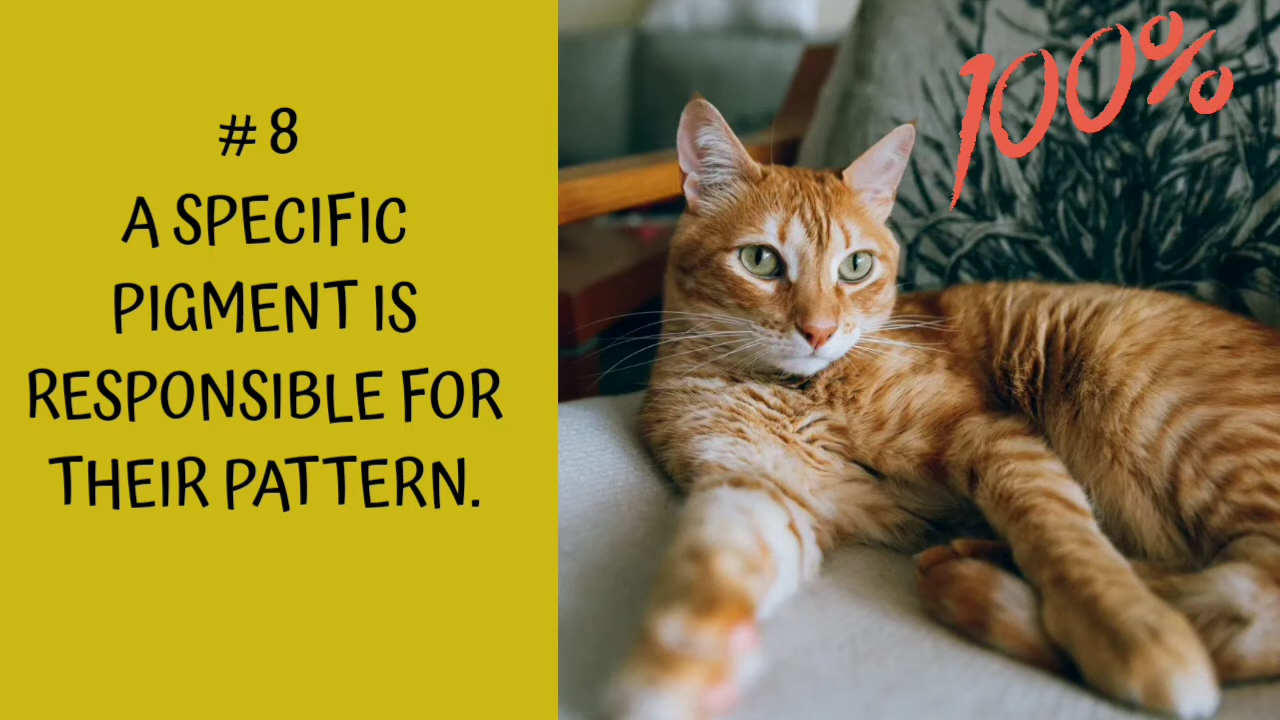 # 8
A SPECIFIC
PIGMENT IS
RESPONSIBLE FOR
THEIR PATTERN.
100%